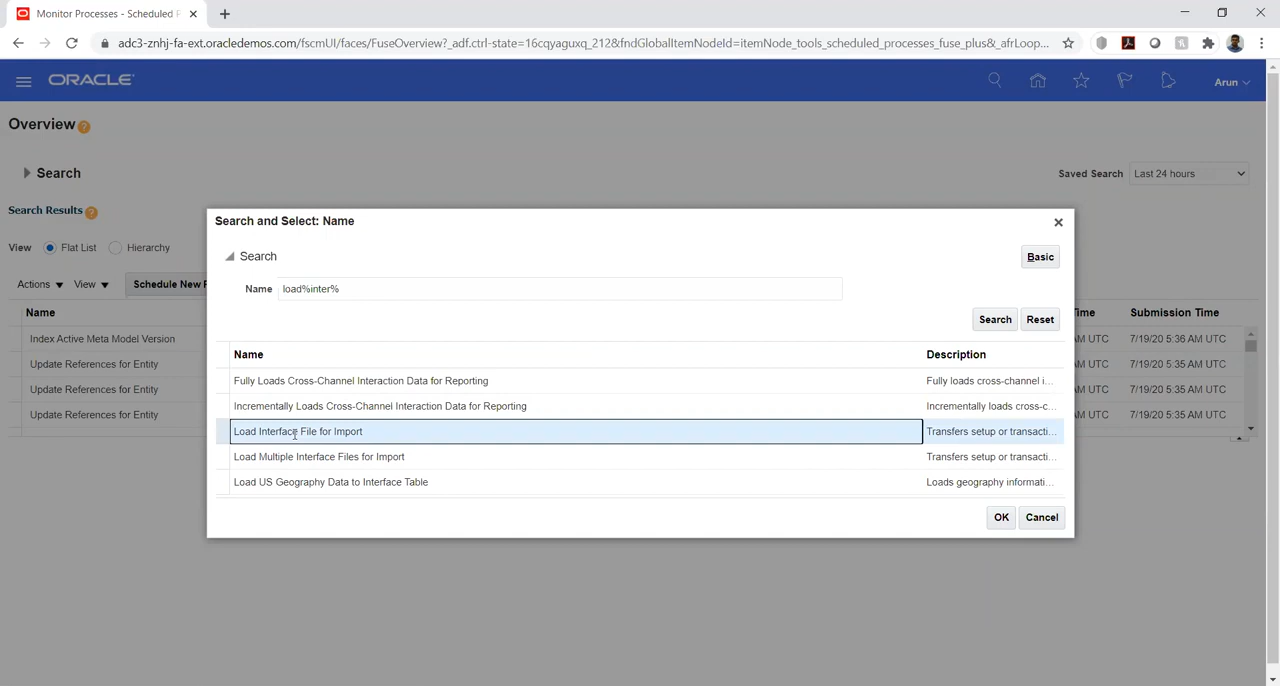 Monitor Processes - Scheduled P
adc3-znhj-fa-ext.oracledemos.com/fscmUI/faces/FuseOverview?_adf.ctrl-state=16cqyaguxq_212&fndGlobalItemNodeId=itemNode_tools_scheduled_processes_fuse_plus&_afrLoop...
ORACLE
Arun
Overview
Search
Saved Search Last 24 hours
Search Results
View Flat List Hierarchy
Actions View Schedule New P
Name Time Submission Time
Index Active Meta Model Version AM UTC 7/19/20 5:36 AM UTC
Update References for Entity AM UTC 7/19/20 5:35 AM UTC
Update References for Entity AM UTC 7/19/20 5:35 AM UTC
Update References for Entity AM UTC 7/19/20 5:35 AM UTC
Search and Select: Name
Search
Basic
Name load%inter%
Search Reset
Name Description
Fully Loads Cross-Channel Interaction Data for Reporting Fully loads cross-channel i...
Incrementally Loads Cross-Channel Interaction Data for Reporting Incrementally loads cross-c...
Load Interface File for Import Transfers setup or transacti...
Load Multiple Interface Files for Import Transfers setup or transacti...
Load US Geography Data to Interface Table Loads geography informati...
OK Cancel